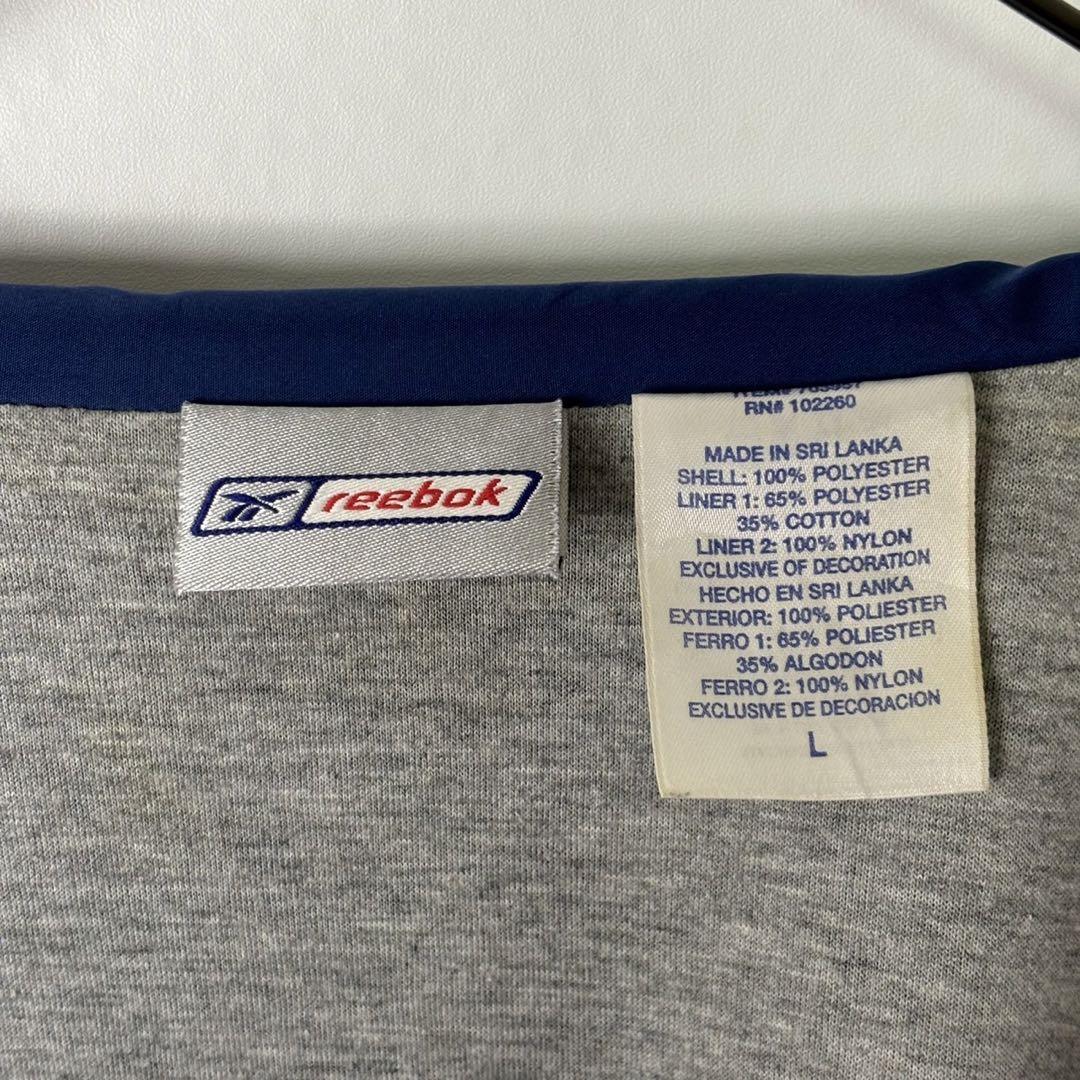 reebok
RN# 102260
MADE IN SRI LANKA
SHELL: 100% POLYESTER
LINER 1: 65% POLYESTER
35% COTTON
LINER 2: 100% NYLON
EXCLUSIVE OF DECORATION
HECHO EN SRI LANKA
EXTERIOR: 100% POLIESTER
FERRO 1: 65% POLIESTER
35% ALGODON
FERRO 2: 100% NYLON
EXCLUSIVE DE DECORACION
L